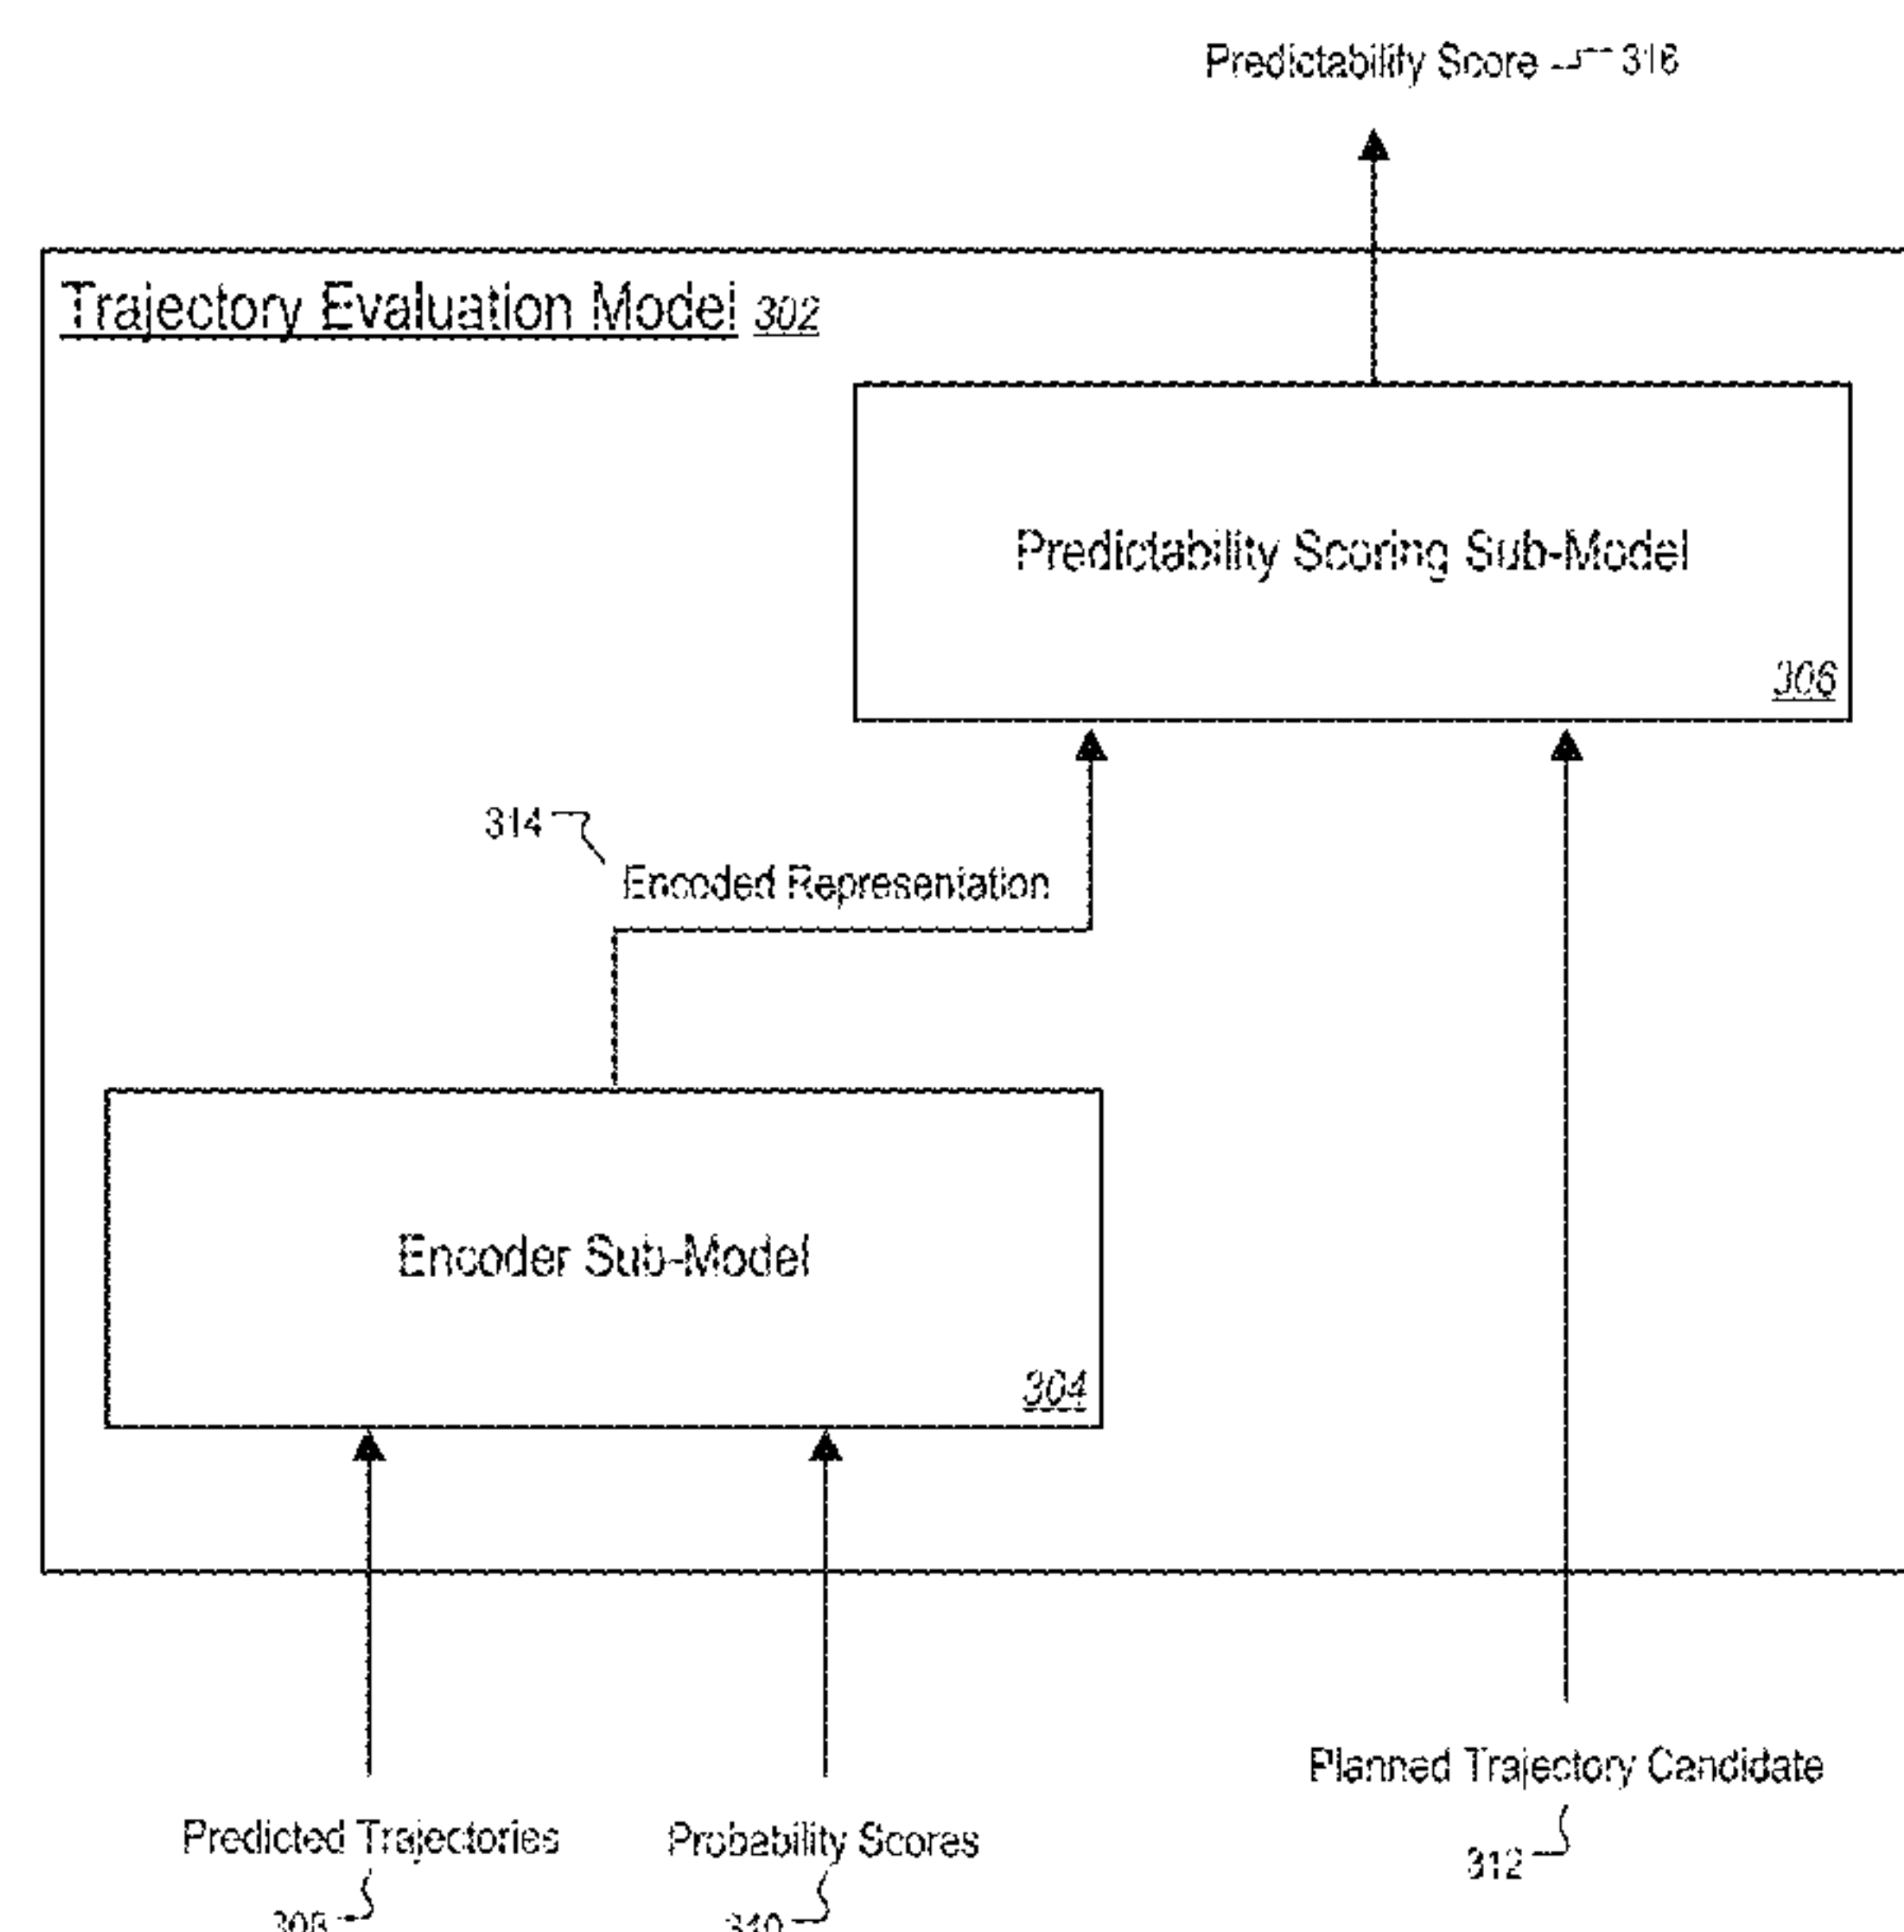 Predictability Score 316
Trajectory Evaluation Model 302
Predictability Scoring Sub-Model
306
314
Encoded Representation
Encoder Sub-Model
304
Planned Trajectory Candidate
Predicted Trajectories Probability Scores
312